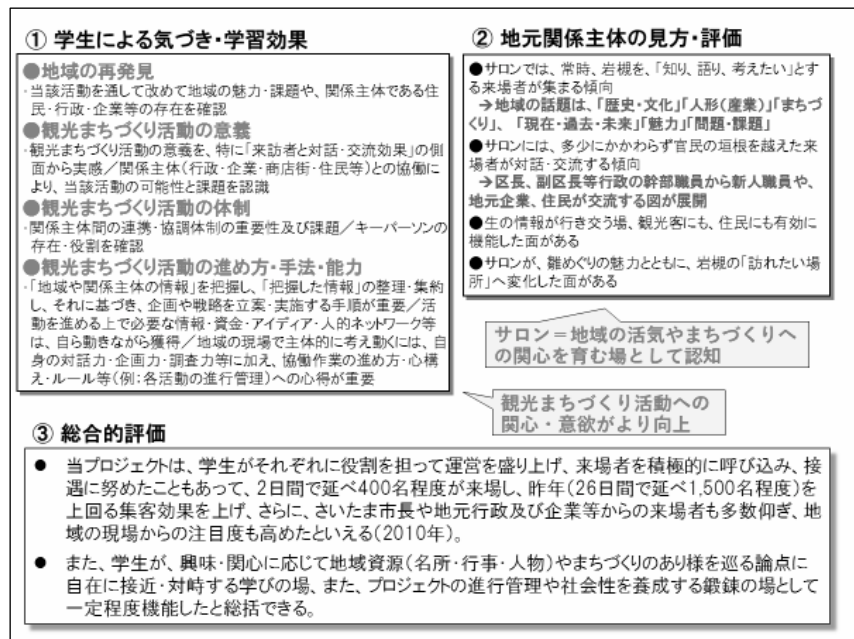 ① 学生による気づき・学習効果
●地域の再発見
・当該活動を通して改めて地域の魅力・課題や、関係主体である住
民・行政・企業等の存在を確認
●観光まちづくり活動の意義
・観光まちづくり活動の意義を、特に「来訪者と対話・交流効果」の側
面から実感／関係主体(行政・企業・商店街・住民等)との協働
により、当該活動の可能性と課題を認識
●観光まちづくり活動の体制
・関係主体間の連携・協調体制の重要性及び課題／キーパーソンの
存在・役割を確認
●観光まちづくり活動の進め方・手法・能力
・「地域や関係主体の情報」を把握し、「把握した情報」の整理・集約
し、それに基づき、企画や戦略を立案・実施する手順が重要／活
動を進める上で必要な情報・資金・アイディア・人的ネットワーク等
は、自ら動きながら獲得／地域の現場で主体的に考え動くには、自
身の対話力・企画力・調査力等に加え、協働作業の進め方・心構
え・ルール等(例：各活動の進行管理)への心得が重要
② 地元関係主体の見方・評価
●サロンでは、常時、岩槻を、「知り、語り、考えたい」とす
る来場者が集まる傾向
→地域の話題は、「歴史・文化」「人形(産業)」「まちづ
くり」、「現在・過去・未来」「魅力」「問題・課題」
●サロンには、多少にかかわらず官民の垣根を越えた来
場者が対話・交流する傾向
→区長、副区長等行政の幹部職員から新人職員や、
地元企業、住民が交流する図が展開
●生の情報が行き交う場、観光客にも、住民にも有効に
機能した面がある
●サロンが、雛めぐりの魅力とともに、岩槻の「訪れたい場
所」へ変化した面がある
サロン＝地域の活気やまちづくりへ
の関心を育む場として認知
観光まちづくり活動への
関心・意欲がより向上
③ 総合的評価
● 当プロジェクトは、学生がそれぞれに役割を担って運営を盛り上げ、来場者を積極的に呼び込み、接
遇に努めたこともあって、2日間で延べ400名程度が来場し、昨年(26日間で延べ1,500名程度)を
上回る集客効果を上げ、さらに、さいたま市長や地元行政及び企業等からの来場者も多数仰ぎ、地
域の現場からの注目度も高めたといえる(2010年)。
● また、学生が、興味・関心に応じて地域資源(名所・行事・人物)やまちづくりのあり様を巡る論点に
自在に接近・対峙する学びの場、また、プロジェクトの進行管理や社会性を養成する鍛錬の場として
一定程度機能したと総括できる。